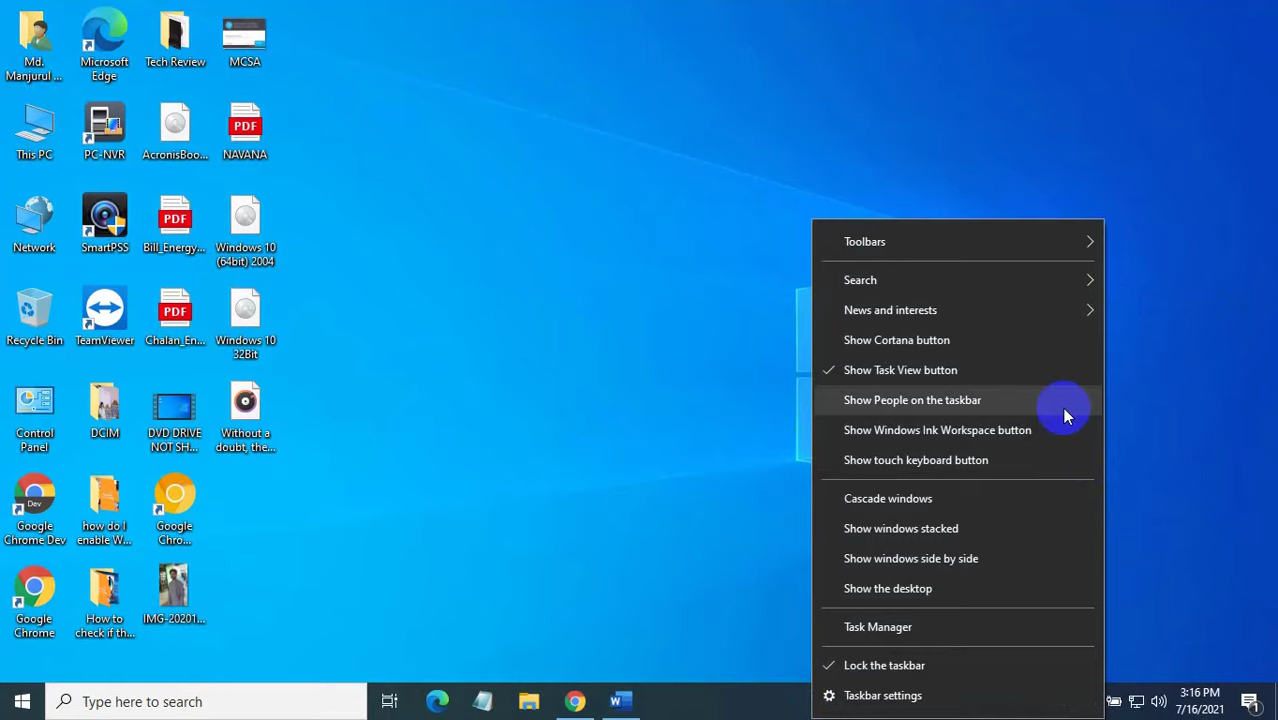 Md.
Manjurul ...
Microsoft
Edge
Tech Review
MCSA
This PC
PC-NVR
AcronisBoo...
PDF
NAVANA
Network
SmartPSS
PDF
Bill_Energy...
Windows 10
(64bit) 2004
Recycle Bin
TeamViewer
PDF
Chalan_En...
Windows 10
32Bit
Control
Panel
DCIM
DVD DRIVE
NOT SH...
Without a
doubt, the...
Dev
Google
Chrome Dev
how do I
enable W...
Google
Chro...
Google
Chrome
How to
check if th...
IMG-20201...
Toolbars
Search
News and interests
Show Cortana button
Show Task View button
Show People on the taskbar
Show Windows Ink Workspace button
Show touch keyboard button
Cascade windows
Show windows stacked
Show windows side by side
Show the desktop
Task Manager
Lock the taskbar
Taskbar settings
Type here to search
W
3:16 PM
7/16/2021
1